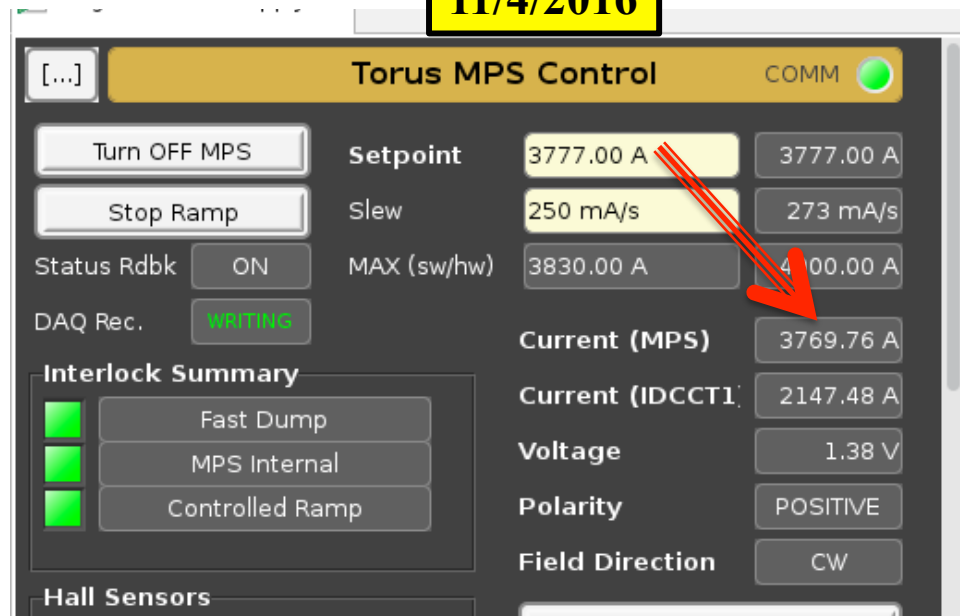 11/4/2016
[...]
Torus MPS Control
COMM
Turn OFF MPS
Setpoint
3777.00 A
3777.00 A
Stop Ramp
Slew
250 mA/s
273 mA/s
Status Rdbk
ON
MAX (sw/hw)
3830.00 A
DAQ Rec.
WRITING
Current (MPS)
3769.76 A
Interlock Summary
Current (IDCCT1)
2147.48 A
Fast Dump
Voltage
1.38 V
MPS Internal
Polarity
POSITIVE
Controlled Ramp
Field Direction
CW
Hall Sensors